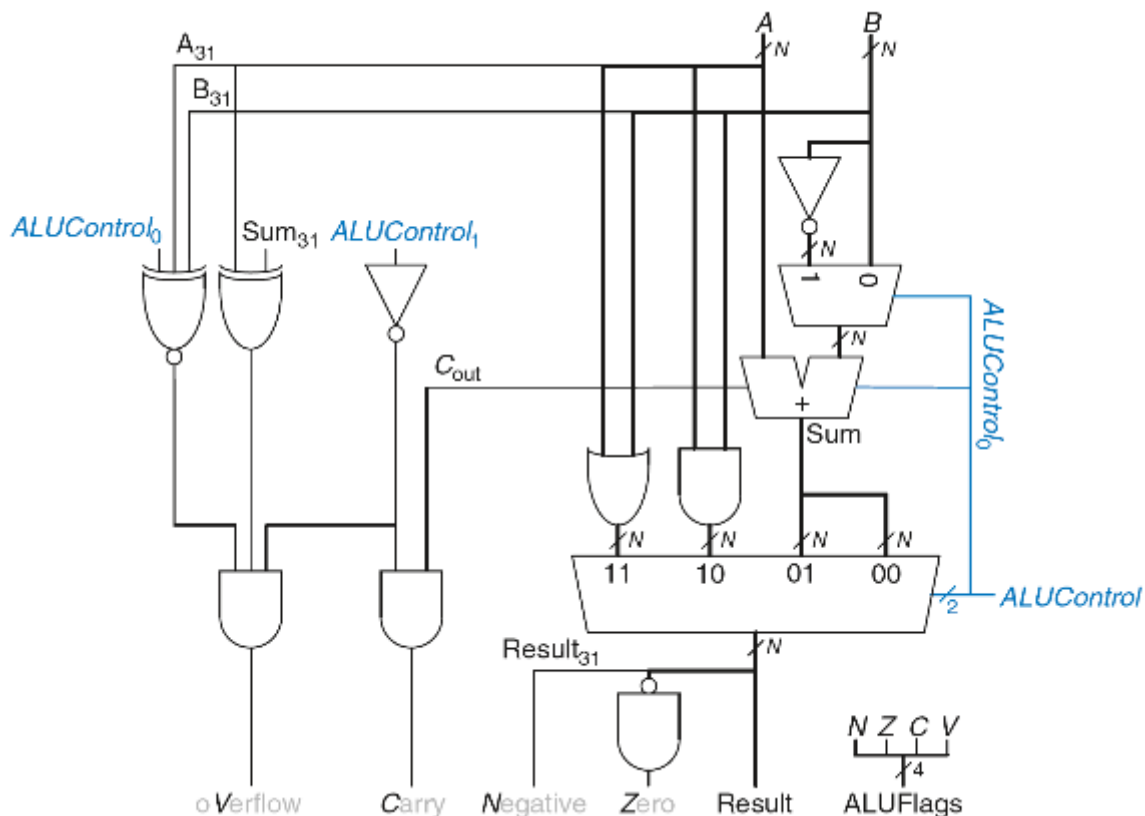 A B
N N
A31
B31
ALUControl0 Sum31 ALUControl1
N
1 0
ALUControl0
N
Cout
+
Sum
N N N N
11 10 01 00
2 ALUControl
Result31 N
N Z C V
4
oVerflow Carry Negative Zero Result ALUFlags